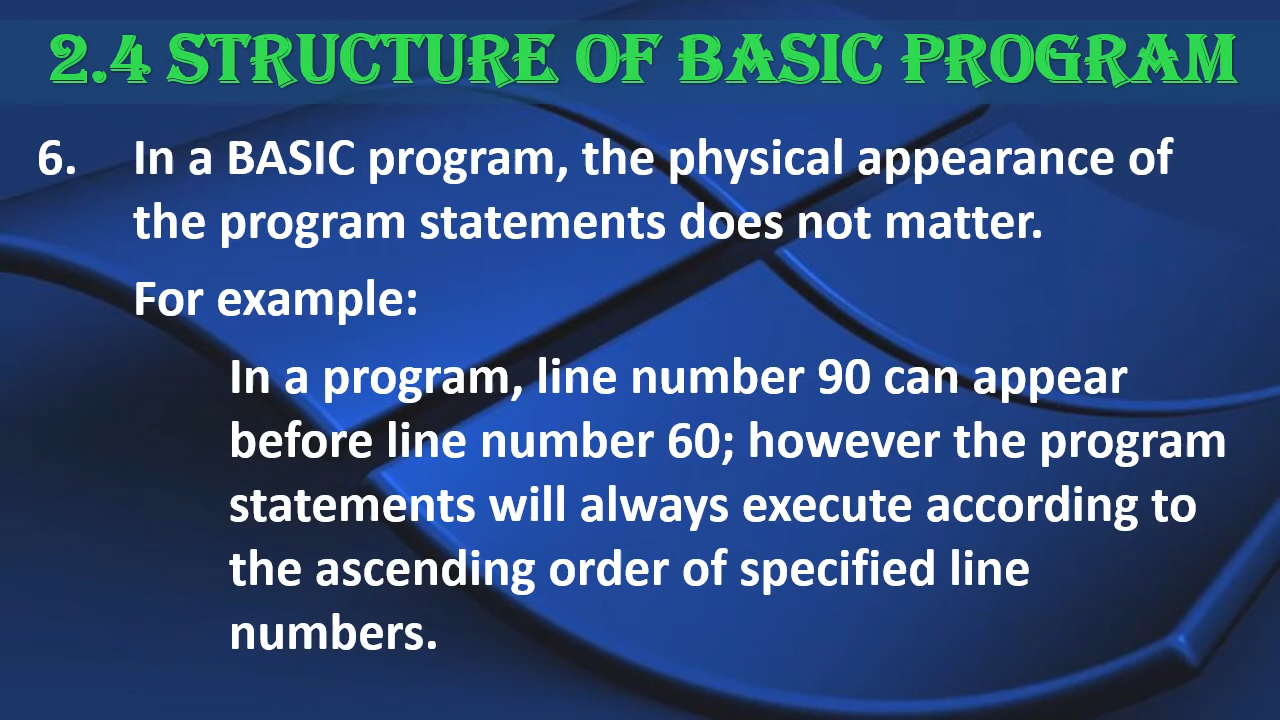 2.4 STRUCTURE OF BASIC PROGRAM
6. In a BASIC program, the physical appearance of
the program statements does not matter.
For example:
In a program, line number 90 can appear
before line number 60; however the program
statements will always execute according to
the ascending order of specified line
numbers.